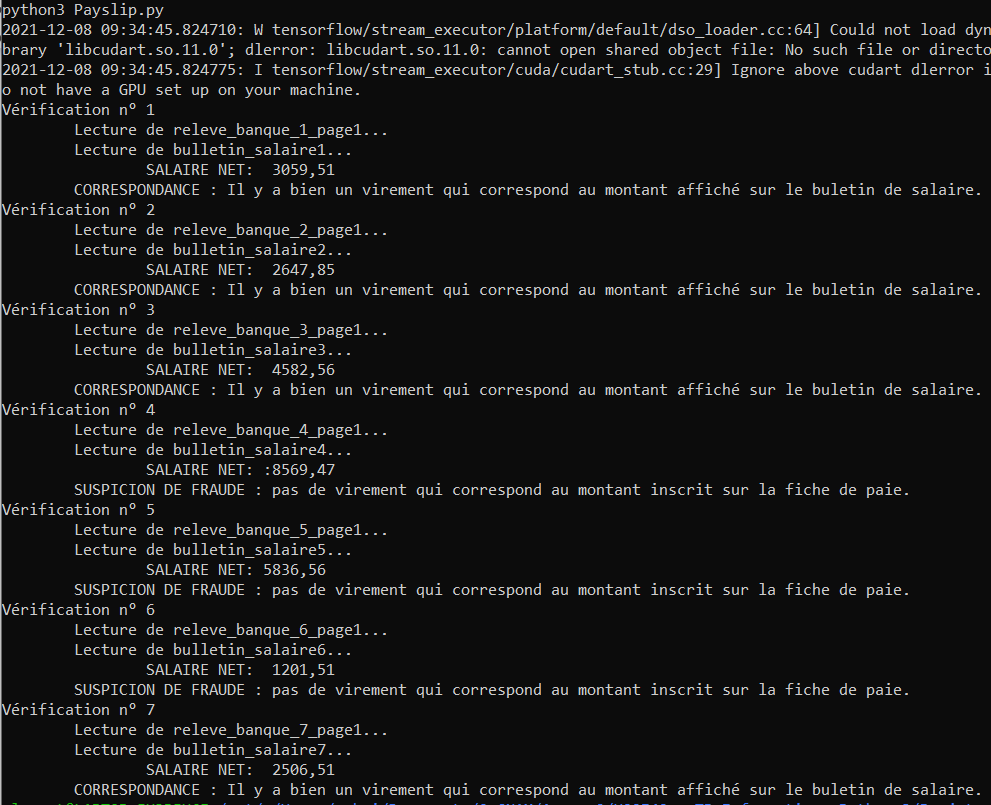 python3 Payslip.py
2021-12-08 09:34:45.824710: W tensorflow/stream_executor/platform/default/dso_loader.cc:64] Could not load dyn
brary 'libcudart.so.11.0'; dlerror: libcudart.so.11.0: cannot open shared object file: No such file or directo
2021-12-08 09:34:45.824775: I tensorflow/stream_executor/cuda/cudart_stub.cc:29] Ignore above cudart dlerror i
o not have a GPU set up on your machine.
Vérification n° 1
Lecture de releve_banque_1_page1...
Lecture de bulletin_salaire1...
SALAIRE NET:  3059,51
CORRESPONDANCE : Il y a bien un virement qui correspond au montant affiché sur le buletin de salaire.
Vérification n° 2
Lecture de releve_banque_2_page1...
Lecture de bulletin_salaire2...
SALAIRE NET:  2647,85
CORRESPONDANCE : Il y a bien un virement qui correspond au montant affiché sur le buletin de salaire.
Vérification n° 3
Lecture de releve_banque_3_page1...
Lecture de bulletin_salaire3...
SALAIRE NET:  4582,56
CORRESPONDANCE : Il y a bien un virement qui correspond au montant affiché sur le buletin de salaire.
Vérification n° 4
Lecture de releve_banque_4_page1...
Lecture de bulletin_salaire4...
SALAIRE NET: :8569,47
SUSPICION DE FRAUDE : pas de virement qui correspond au montant inscrit sur la fiche de paie.
Vérification n° 5
Lecture de releve_banque_5_page1...
Lecture de bulletin_salaire5...
SALAIRE NET: 5836,56
SUSPICION DE FRAUDE : pas de virement qui correspond au montant inscrit sur la fiche de paie.
Vérification n° 6
Lecture de releve_banque_6_page1...
Lecture de bulletin_salaire6...
SALAIRE NET:  1201,51
SUSPICION DE FRAUDE : pas de virement qui correspond au montant inscrit sur la fiche de paie.
Vérification n° 7
Lecture de releve_banque_7_page1...
Lecture de bulletin_salaire7...
SALAIRE NET:  2506,51
CORRESPONDANCE : Il y a bien un virement qui correspond au montant affiché sur le buletin de salaire.